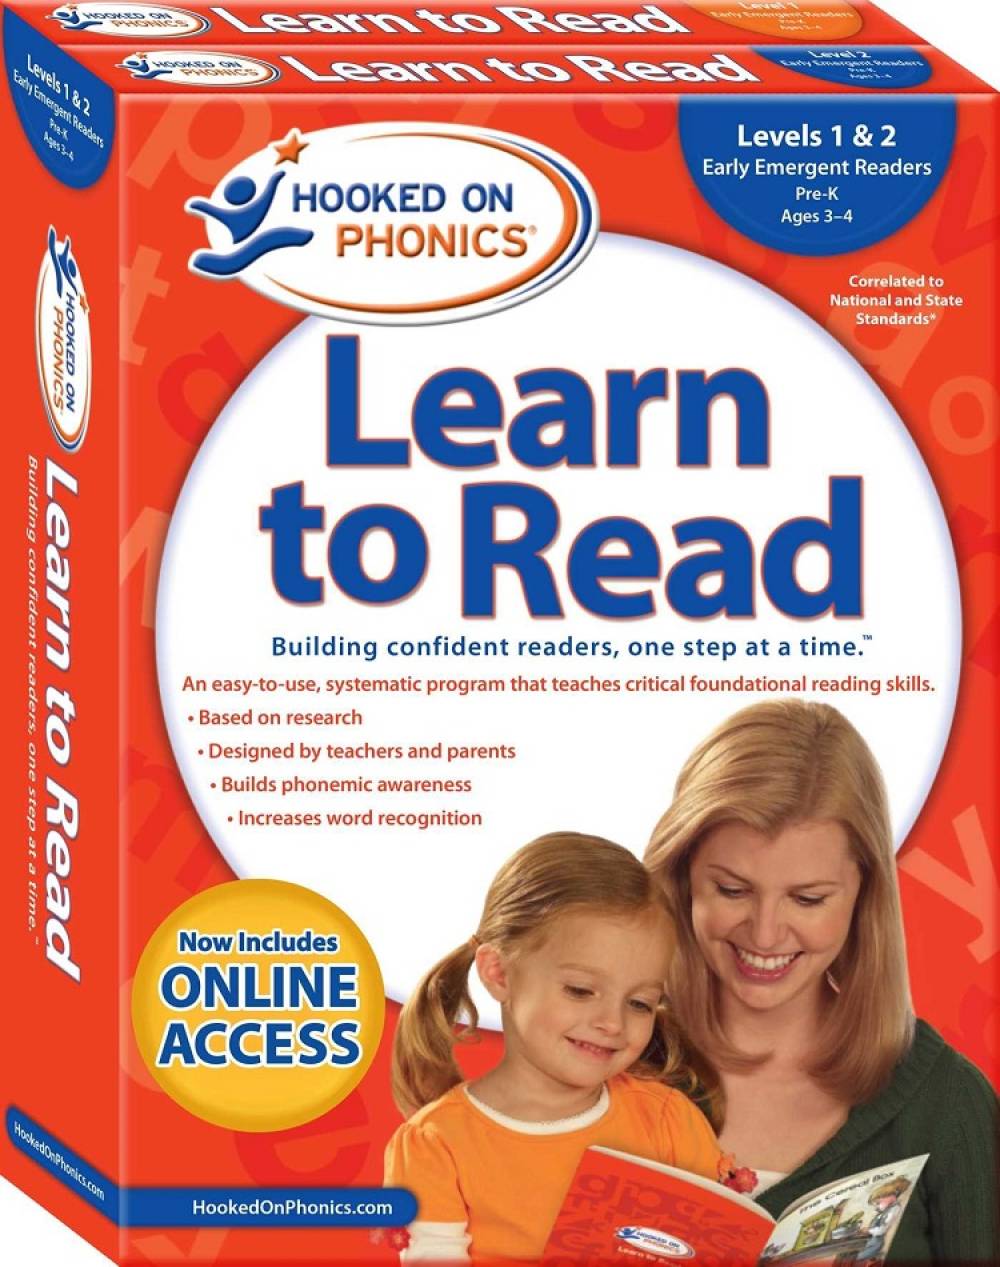 HOOKED ON
PHONICS
Learn to Read
Level 1
Early Emergent Readers
Pre-K
Ages 3–4
HOOKED ON
PHONICS
Learn to Read
Level 2
Early Emergent Readers
Pre-K
Ages 3–4
Levels 1 & 2
Early Emergent Readers
Pre-K
Ages 3–4
HOOKED ON
PHONICS®
Learn to Read
Building confident readers, one step at a time.™
HookedOnPhonics.com
Levels 1 & 2
Early Emergent Readers
Pre-K
Ages 3–4
Correlated to
National and State
Standards*
HOOKED ON
PHONICS®
Learn
to Read
Building confident readers, one step at a time.™
An easy-to-use, systematic program that teaches critical foundational reading skills.
• Based on research
• Designed by teachers and parents
• Builds phonemic awareness
• Increases word recognition
Now Includes
ONLINE
ACCESS
HookedOnPhonics.com
The Cereal Box
HOOKED ON
PHONICS
Learn to Read